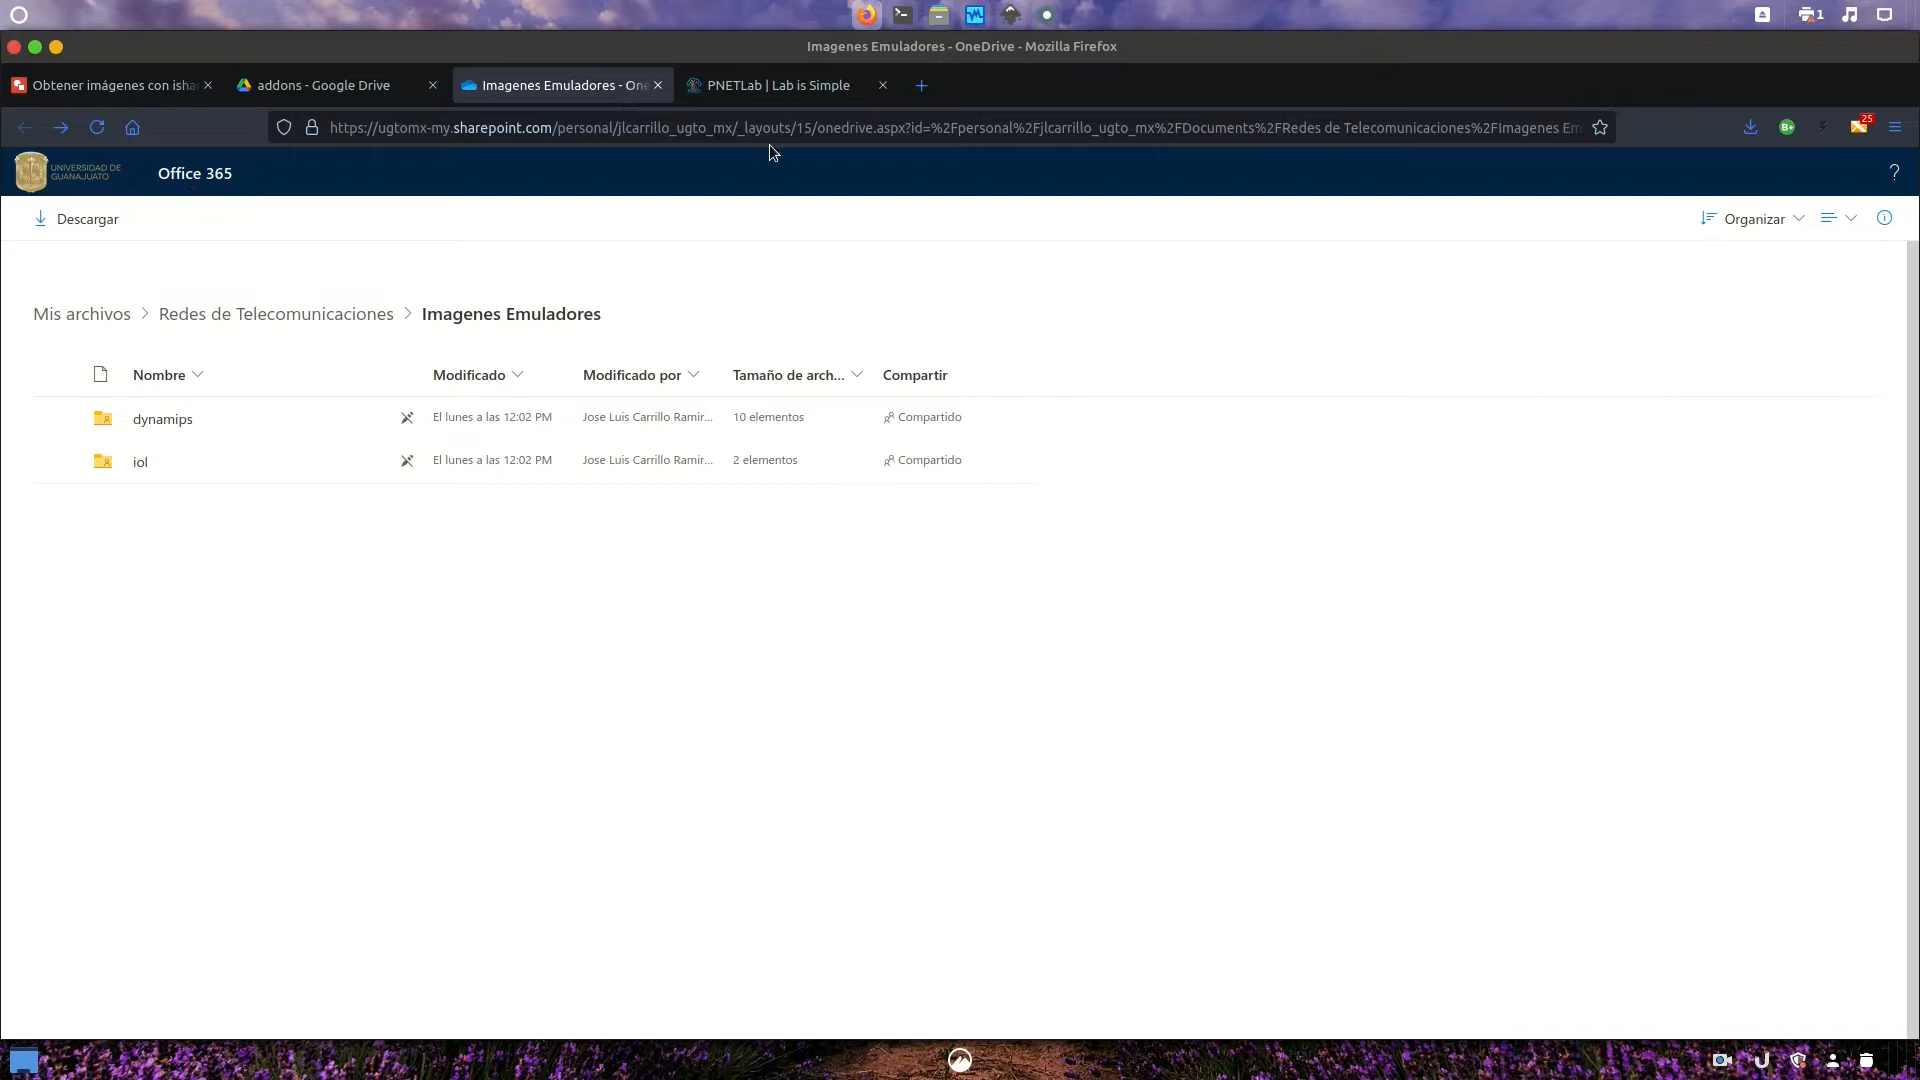 1
Imagenes Emuladores - OneDrive - Mozilla Firefox
Obtener imágenes con isha
addons - Google Drive
Imagenes Emuladores - One
PNETLab | Lab is Simple
https://ugtomx-my.sharepoint.com/personal/jlcarrillo_ugto_mx/_layouts/15/onedrive.aspx?id=%2Fpersonal%2Fjlcarrillo_ugto_mx%2FDocuments%2FRedes de Telecomunicaciones%2FImagenes Em
B+
25
UNIVERSIDAD DE
GUANAJUATO
Office 365
?
Descargar
Organizar
Mis archivos > Redes de Telecomunicaciones > Imagenes Emuladores
Nombre Modificado Modificado por Tamaño de arch... Compartir
dynamips El lunes a las 12:02 PM Jose Luis Carrillo Ramir... 10 elementos Compartido
iol El lunes a las 12:02 PM Jose Luis Carrillo Ramir... 2 elementos Compartido